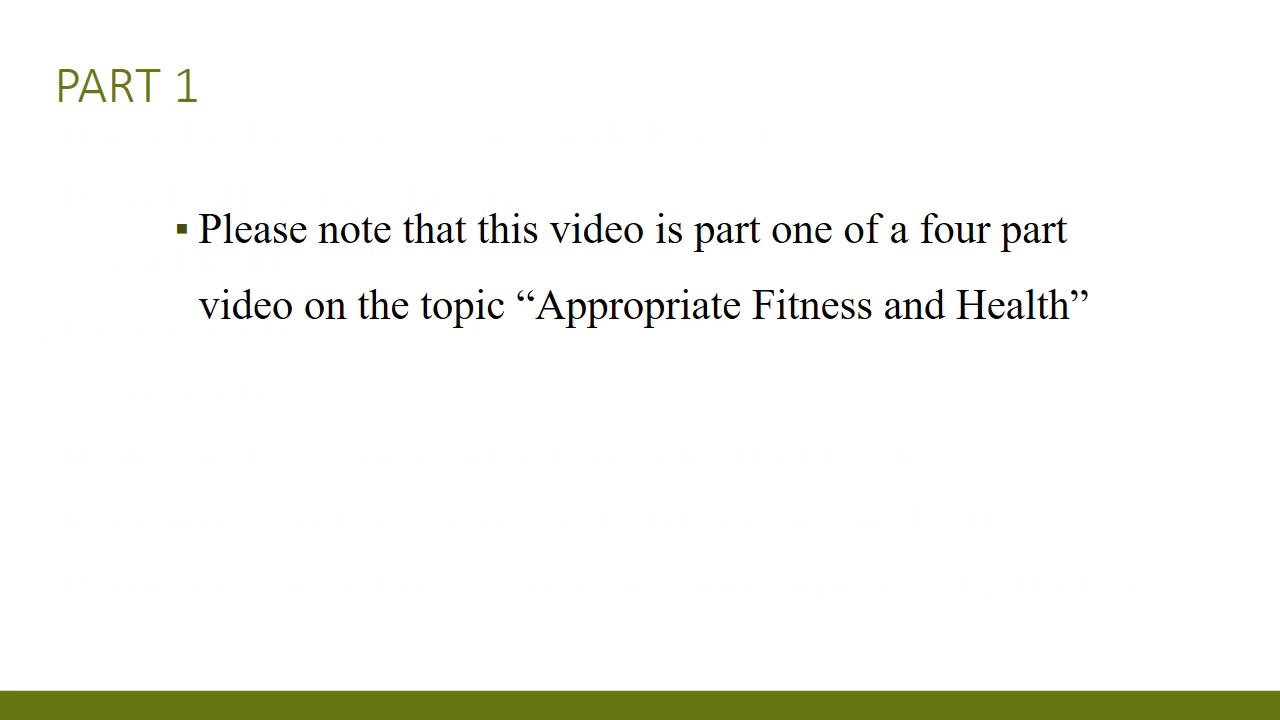 PART 1
▪ Please note that this video is part one of a four part
video on the topic “Appropriate Fitness and Health”